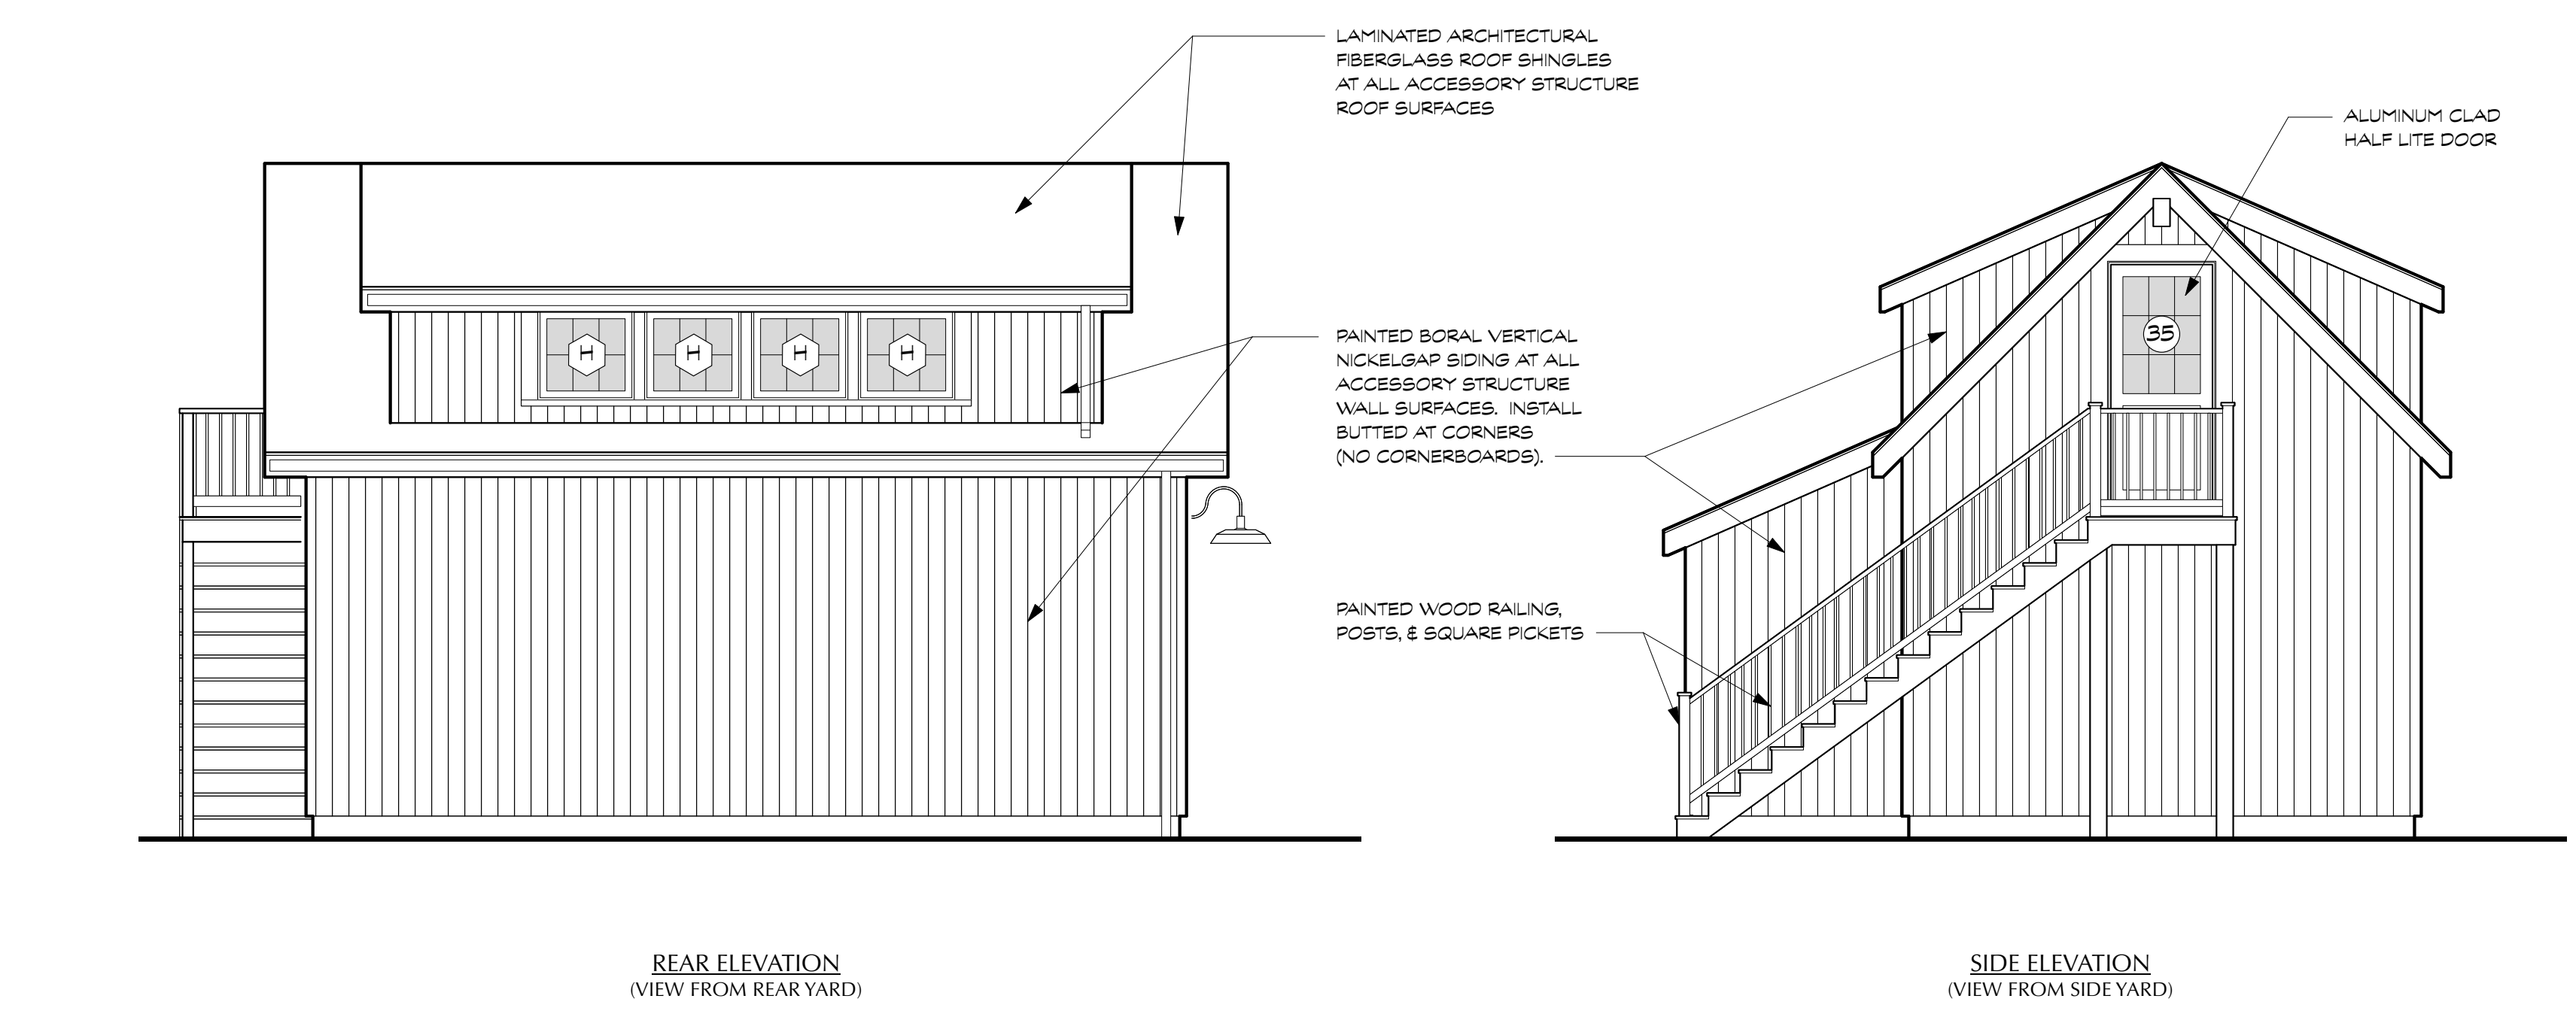 LAMINATED ARCHITECTURAL
FIBERGLASS ROOF SHINGLES
AT ALL ACCESSORY STRUCTURE
ROOF SURFACES
ALUMINUM CLAD
HALF LITE DOOR
H
H
H
H
35
PAINTED BORAL VERTICAL
NICKELGAP SIDING AT ALL
ACCESSORY STRUCTURE
WALL SURFACES. INSTALL
BUTTED AT CORNERS
(NO CORNERBOARDS).
PAINTED WOOD RAILING,
POSTS, & SQUARE PICKETS
REAR ELEVATION
(VIEW FROM REAR YARD)
SIDE ELEVATION
(VIEW FROM SIDE YARD)